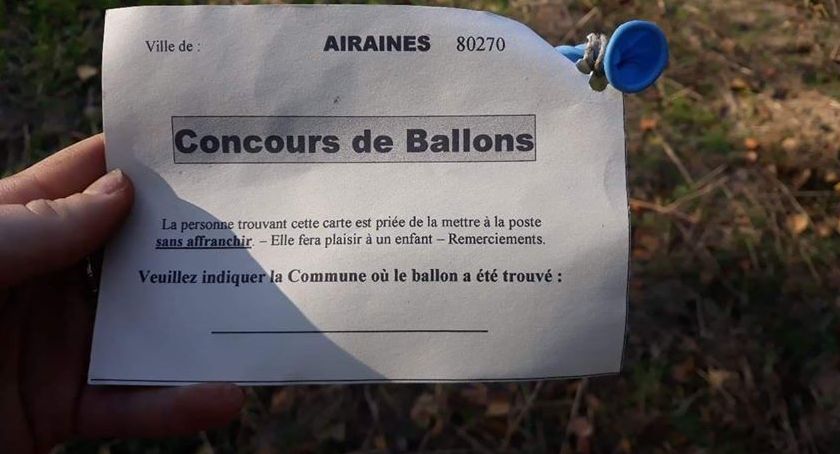 Ville de : AIRAINES 80270
Concours de Ballons
La personne trouvant cette carte est priée de la mettre à la poste
sans affranchir. – Elle fera plaisir à un enfant – Remerciements.
Veuillez indiquer la Commune où le ballon a été trouvé :